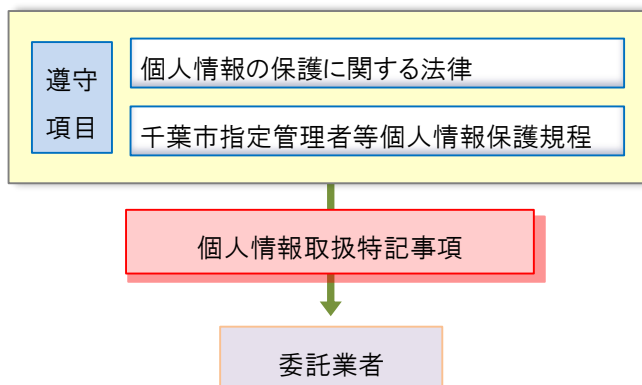 遵守
項目
個人情報の保護に関する法律
千葉市指定管理者等個人情報保護規程
個人情報取扱特記事項
委託業者